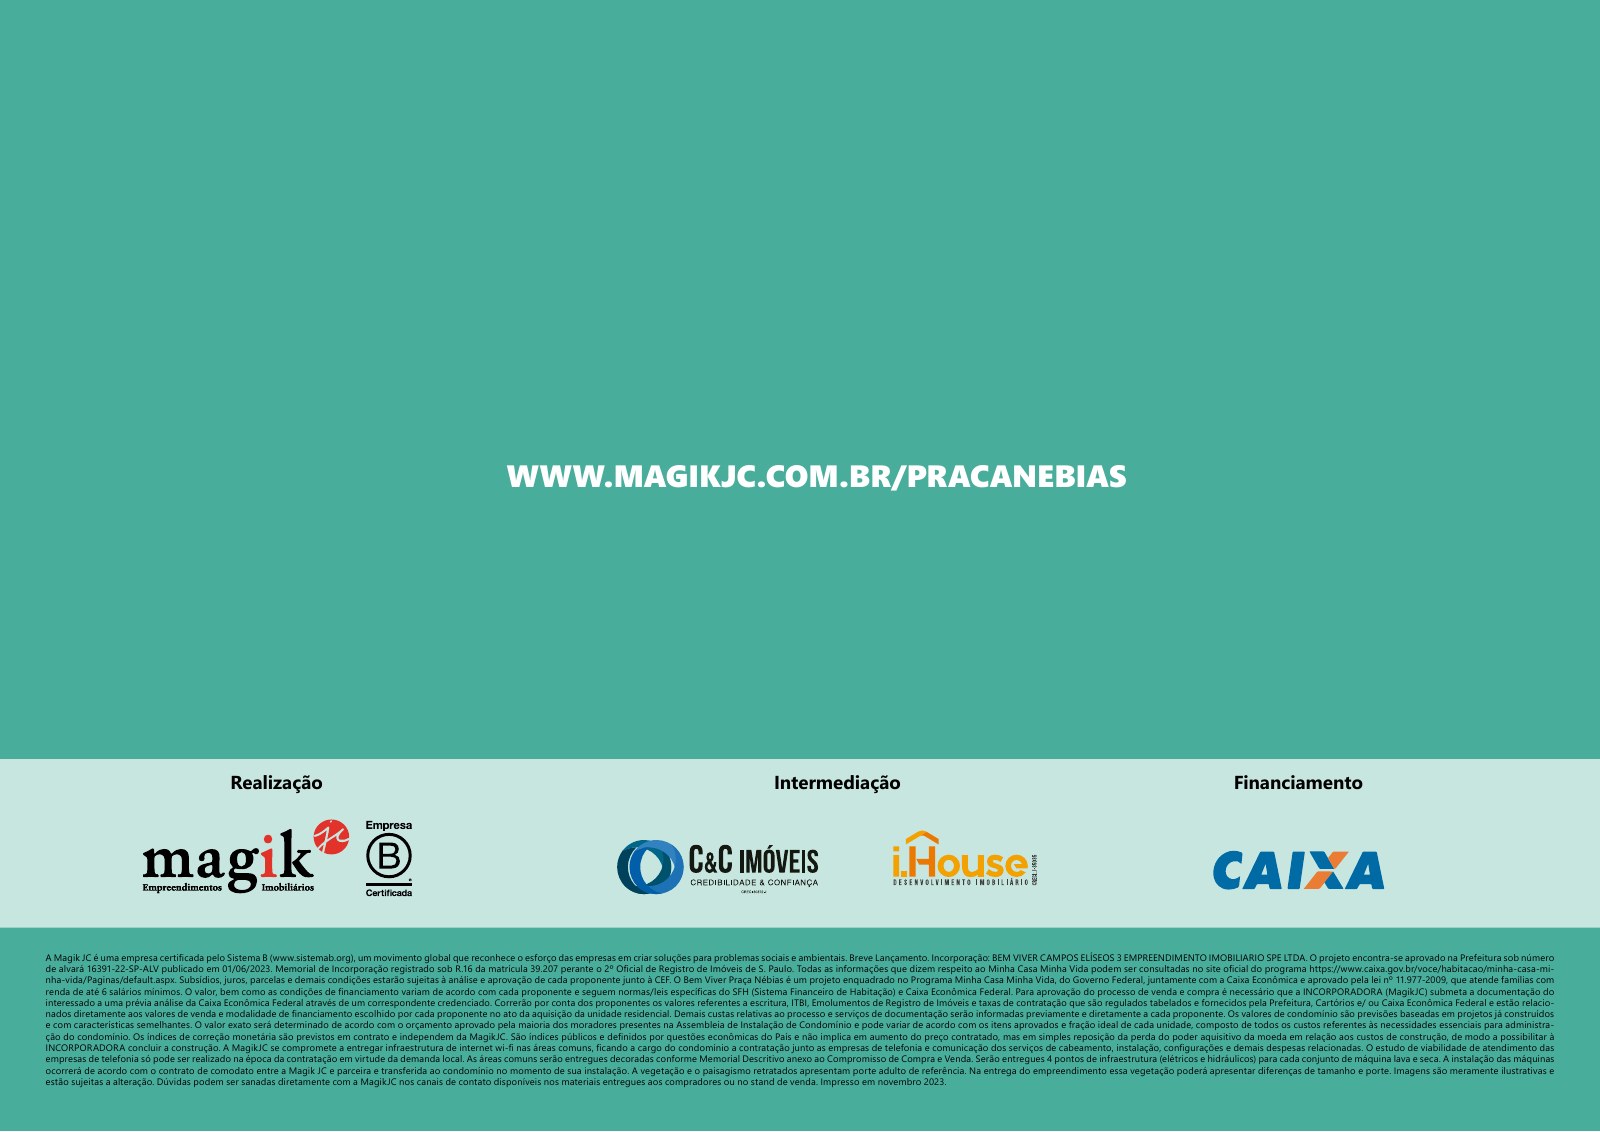 WWW.MAGIKJC.COM.BR/PRACANEBIAS
Realização
Intermediação
Financiamento
magik jc
Empreendimentos Imobiliários
Empresa
B
Certificada
C&C IMÓVEIS
CREDIBILIDADE & CONFIANÇA
i.House
DESENVOLVIMENTO IMOBILIÁRIO
CAIXA
A Magik JC é uma empresa certificada pelo Sistema B (www.sistemab.org), um movimento global que reconhece o esforço das empresas em criar soluções para problemas sociais e ambientais. Breve Lançamento. Incorporação: BEM VIVER CAMPOS ELÍSEOS 3 EMPREENDIMENTO IMOBILIARIO SPE LTDA. O projeto encontra-se aprovado na Prefeitura sob número
de alvará 16391-22-SP-ALV publicado em 01/06/2023. Memorial de Incorporação registrado sob R.16 da matrícula 39.207 perante o 2º Oficial de Registro de Imóveis de S. Paulo. Todas as informações que dizem respeito ao Minha Casa Minha Vida podem ser consultadas no site oficial do programa https://www.caixa.gov.br/voce/habitacao/minha-casa-mi-
nha-vida/Paginas/default.aspx. Subsídios, juros, parcelas e demais condições estarão sujeitas à análise e aprovação de cada proponente junto à CEF. O Bem Viver Praça Nébias é um projeto enquadrado no Programa Minha Casa Minha Vida, do Governo Federal, juntamente com a Caixa Econômica e aprovado pela lei nº 11.977-2009, que atende famílias com
renda de até 6 salários mínimos. O valor, bem como as condições de financiamento variam de acordo com cada proponente e seguem normas/leis específicas do SFH (Sistema Financeiro de Habitação) e Caixa Econômica Federal. Para aprovação do processo de venda e compra é necessário que a INCORPORADORA (MagikJC) submeta a documentação do
interessado a uma prévia análise da Caixa Econômica Federal através de um correspondente credenciado. Correrão por conta dos proponentes os valores referentes a escritura, ITBI, Emolumentos de Registro de Imóveis e taxas de contratação que são regulados tabelados e fornecidos pela Prefeitura, Cartórios e/ ou Caixa Econômica Federal e estão relacio-
nados diretamente aos valores de venda e modalidade de financiamento escolhido por cada proponente no ato da aquisição da unidade residencial. Demais custas relativas ao processo e serviços de documentação serão informadas previamente e diretamente a cada proponente. Os valores de condomínio são previsões baseadas em projetos já construídos
e com características semelhantes. O valor exato será determinado de acordo com o orçamento aprovado pela maioria dos moradores presentes na Assembleia de Instalação de Condomínio e pode variar de acordo com os itens aprovados e fração ideal de cada unidade, composto de todos os custos referentes às necessidades essenciais para administra-
ção do condomínio. Os índices de correção monetária são previstos em contrato e independem da MagikJC. São índices públicos e definidos por questões econômicas do País e não implica em aumento do preço contratado, mas em simples reposição da perda do poder aquisitivo da moeda em relação aos custos de construção, de modo a possibilitar à
INCORPORADORA concluir a construção. A MagikJC se compromete a entregar infraestrutura de internet wi-fi nas áreas comuns, ficando a cargo do condomínio a contratação junto as empresas de telefonia e comunicação dos serviços de cabeamento, instalação, configurações e demais despesas relacionadas. O estudo de viabilidade de atendimento das
empresas de telefonia só pode ser realizado na época da contratação em virtude da demanda local. As áreas comuns serão entregues decoradas conforme Memorial Descritivo anexo ao Compromisso de Compra e Venda. Serão entregues 4 pontos de infraestrutura (elétricos e hidráulicos) para cada conjunto de máquina lava e seca. A instalação das máquinas
ocorrerá de acordo com o contrato de comodato entre a Magik JC e parceira e transferida ao condomínio no momento de sua instalação. A vegetação e o paisagismo retratados apresentam porte adulto de referência. Na entrega do empreendimento essa vegetação poderá apresentar diferenças de tamanho e porte. Imagens são meramente ilustrativas e
estão sujeitas a alteração. Dúvidas podem ser sanadas diretamente com a MagikJC nos canais de contato disponíveis nos materiais entregues aos compradores ou no stand de venda. Impresso em novembro 2023.